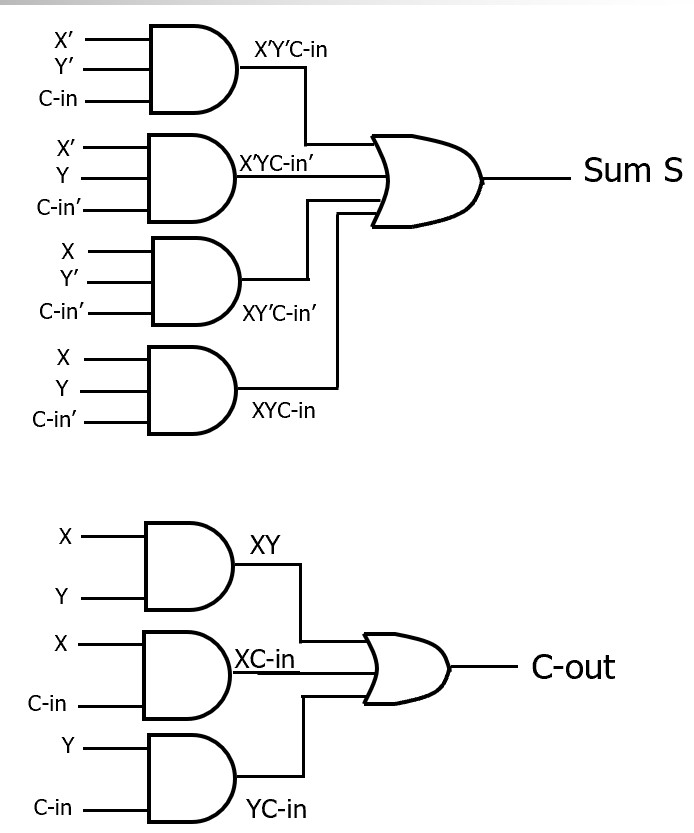 X′
Y′
C-in
X′Y′C-in
X′
Y
C-in′
X′YC-in′
Sum S
X
Y′
C-in′
XY′C-in′
X
Y
C-in′
XYC-in
X
Y
XY
X
C-in
XC-in
C-out
Y
C-in
YC-in